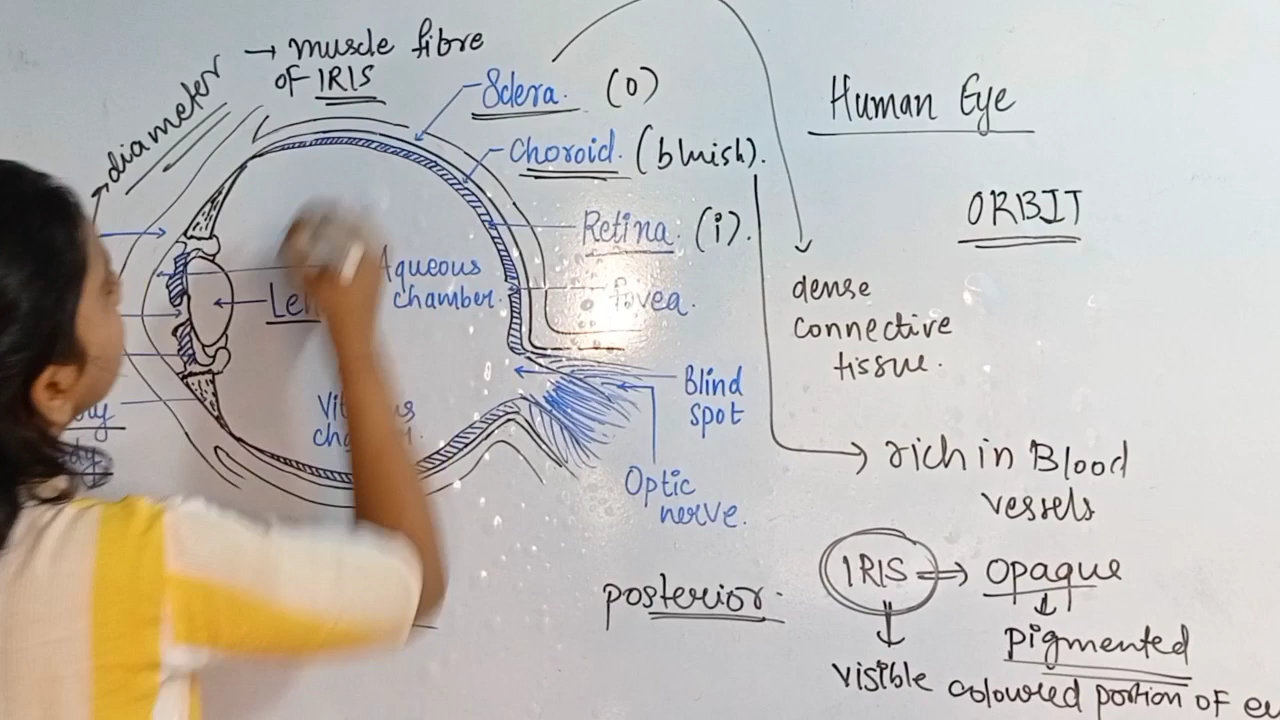 diameter → muscle fibre
of IRIS
Sclera. (o)
Choroid. (bluish).
Retina. (i).
Aqueous
chamber.
fovea.
Blind
spot
Optic
nerve.
posterior.
Human Eye
ORBIT
dense
connective
tissue.
→ rich in Blood
vessels
IRIS ⇒ opaque
pigmented
visible coloured portion of